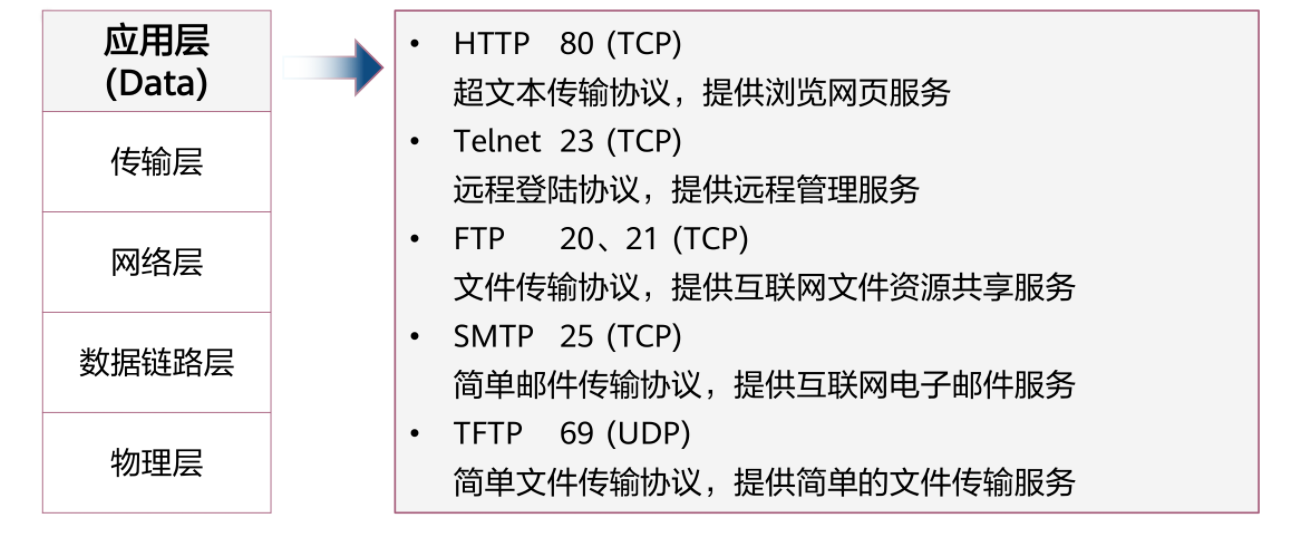 应用层
(Data)
传输层
网络层
数据链路层
物理层
• HTTP 80 (TCP)
超文本传输协议，提供浏览网页服务
• Telnet 23 (TCP)
远程登陆协议，提供远程管理服务
• FTP 20、21 (TCP)
文件传输协议，提供互联网文件资源共享服务
• SMTP 25 (TCP)
简单邮件传输协议，提供互联网电子邮件服务
• TFTP 69 (UDP)
简单文件传输协议，提供简单的文件传输服务